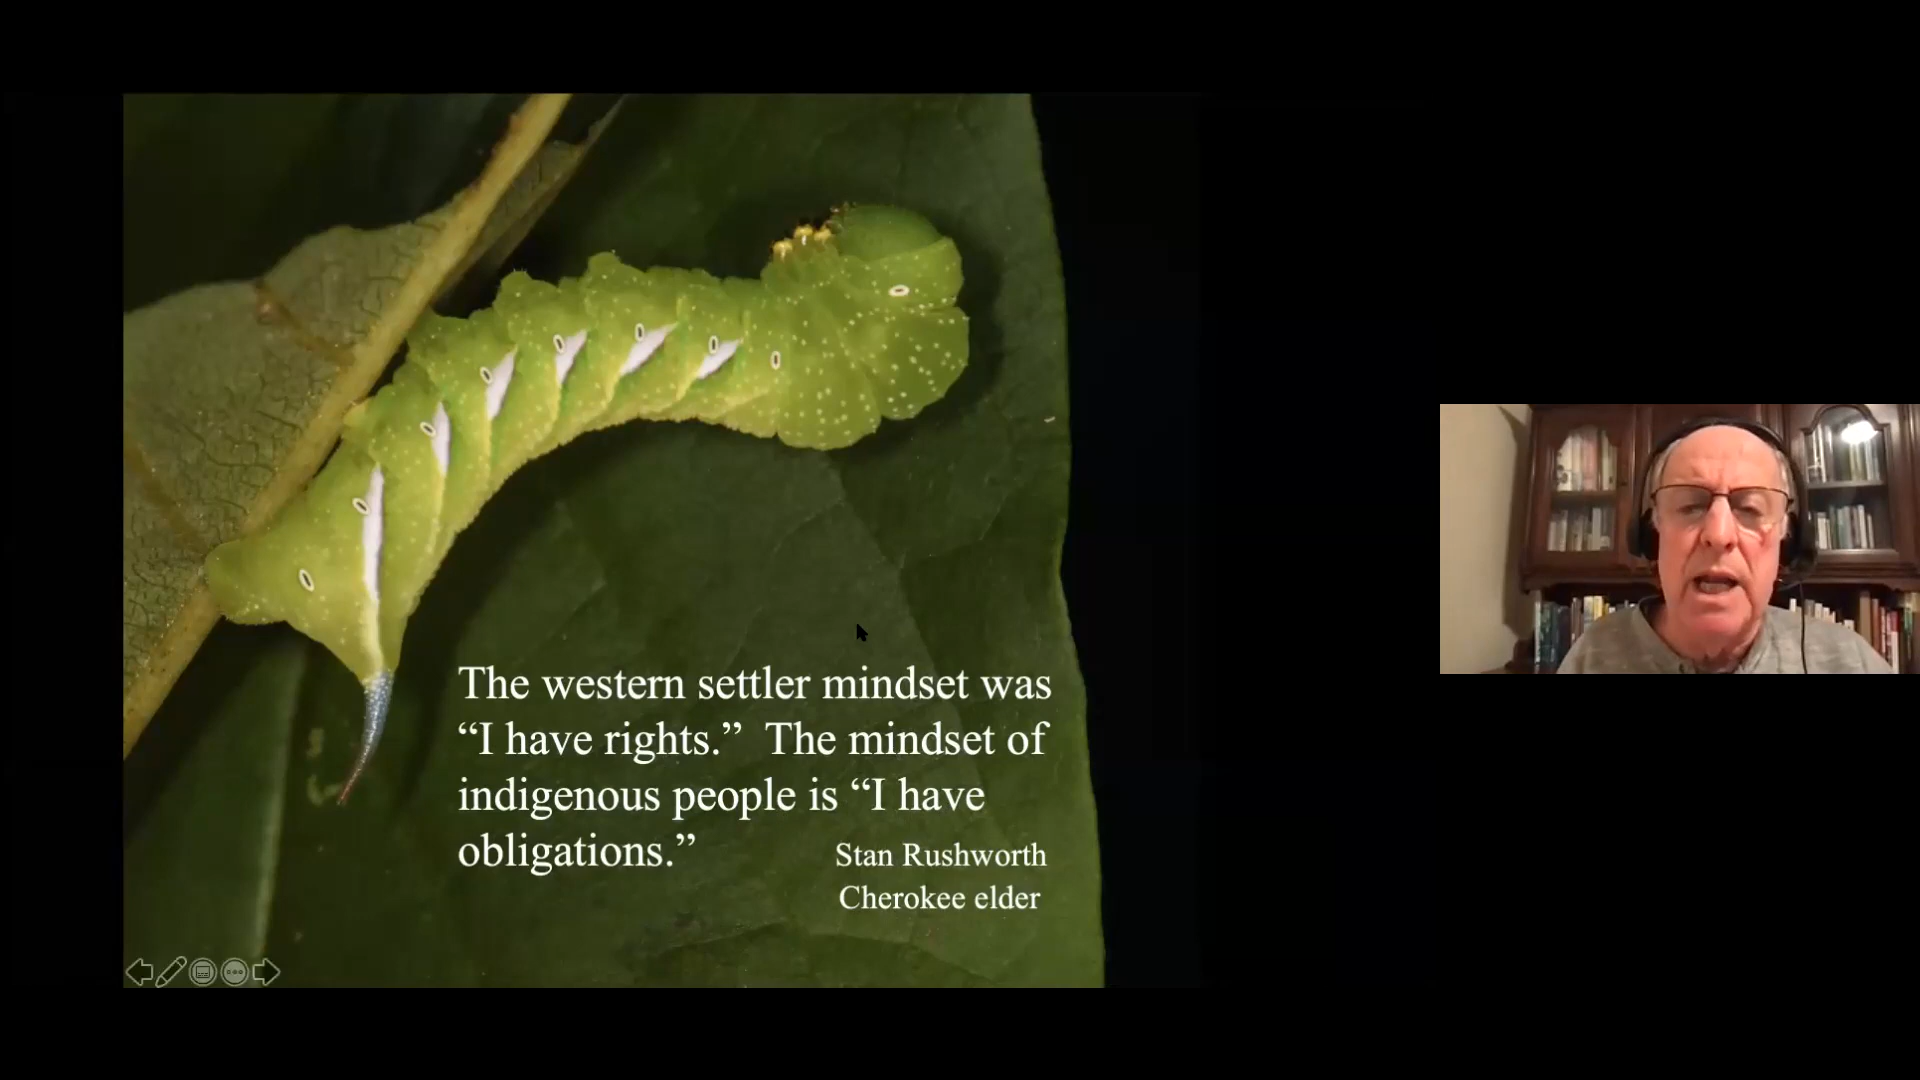 The western settler mindset was
“I have rights.”  The mindset of
indigenous people is “I have
obligations.”
Stan Rushworth
Cherokee elder